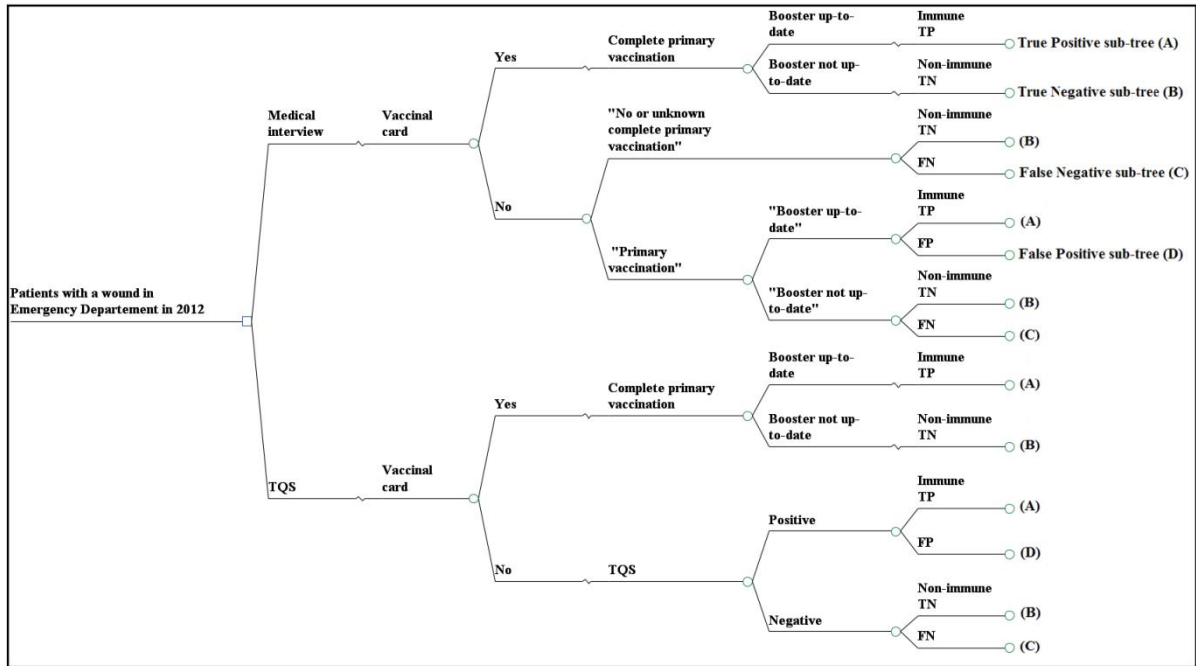 Booster up-to-
date
Immune
TP
True Positive sub-tree (A)
Complete primary
vaccination
Yes
Booster not up-
to-date
Non-immune
TN
True Negative sub-tree (B)
Medical
interview
Vaccinal
card
"No or unknown
complete primary
vaccination"
Non-immune
TN
(B)
FN
False Negative sub-tree (C)
No
"Booster up-to-
date"
Immune
TP
(A)
FP
False Positive sub-tree (D)
"Primary
vaccination"
"Booster not up-
to-date"
Non-immune
TN
(B)
FN
(C)
Patients with a wound in
Emergency Departement in 2012
Booster up-to-
date
Immune
TP
(A)
Complete primary
vaccination
Yes
Booster not up-
to-date
Non-immune
TN
(B)
TQS
Vaccinal
card
Immune
TP
(A)
Positive
FP
(D)
No
TQS
Non-immune
TN
(B)
Negative
FN
(C)